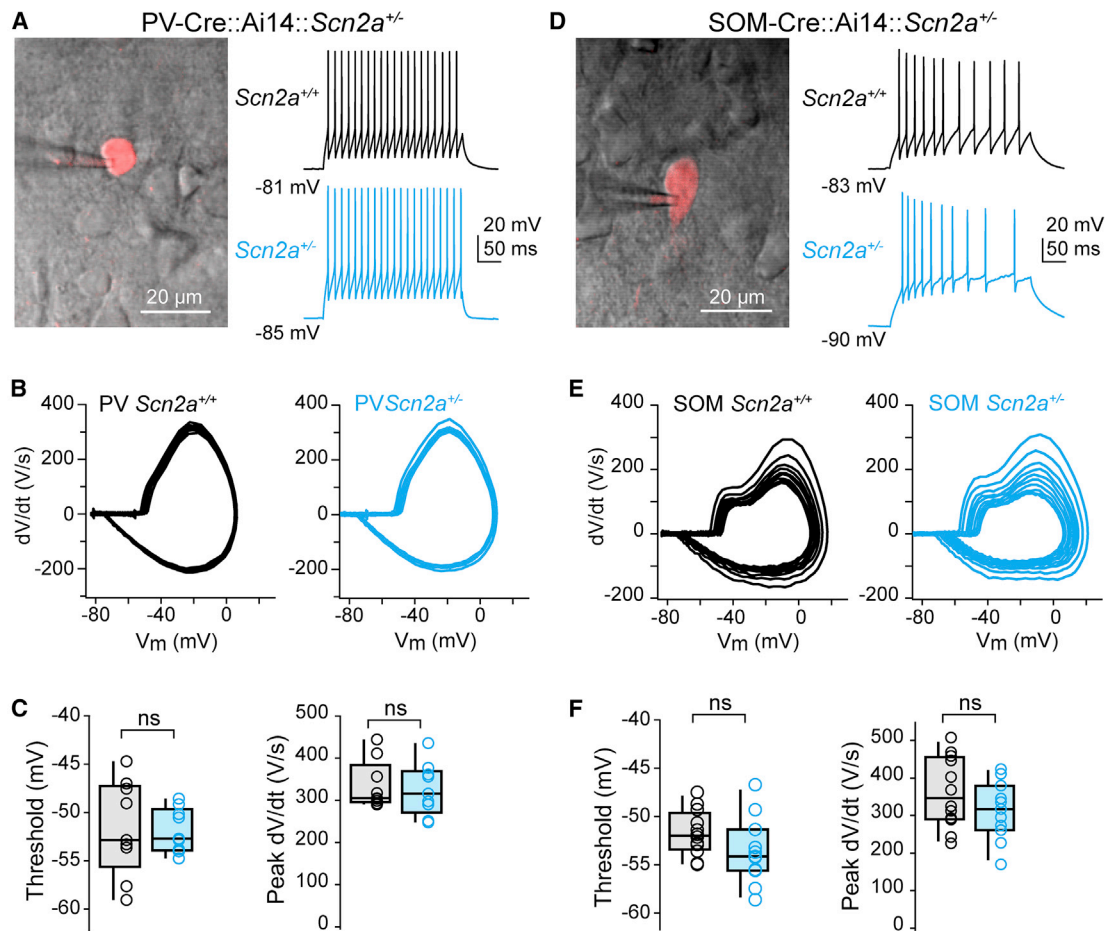 A
PV-Cre::Ai14::Scn2a+/-
Scn2a+/+
-81 mV
Scn2a+/-
20 mV
50 ms
-85 mV
20 µm
D
SOM-Cre::Ai14::Scn2a+/-
Scn2a+/+
-83 mV
Scn2a+/-
20 mV
50 ms
-90 mV
20 µm
B
PV Scn2a+/+
PVScn2a+/-
dV/dt (V/s)
400
200
0
-200
-80
-40
0
Vm (mV)
400
200
0
-200
-80
-40
0
Vm (mV)
E
SOM Scn2a+/+
SOM Scn2a+/-
dV/dt (V/s)
400
200
0
-200
-80
-40
0
Vm (mV)
400
200
0
-200
-80
-40
0
Vm (mV)
C
ns
Threshold (mV)
-40
-45
-50
-55
-60
ns
Peak dV/dt (V/s)
500
400
300
200
100
0
F
ns
Threshold (mV)
-40
-45
-50
-55
-60
ns
Peak dV/dt (V/s)
500
400
300
200
100
0